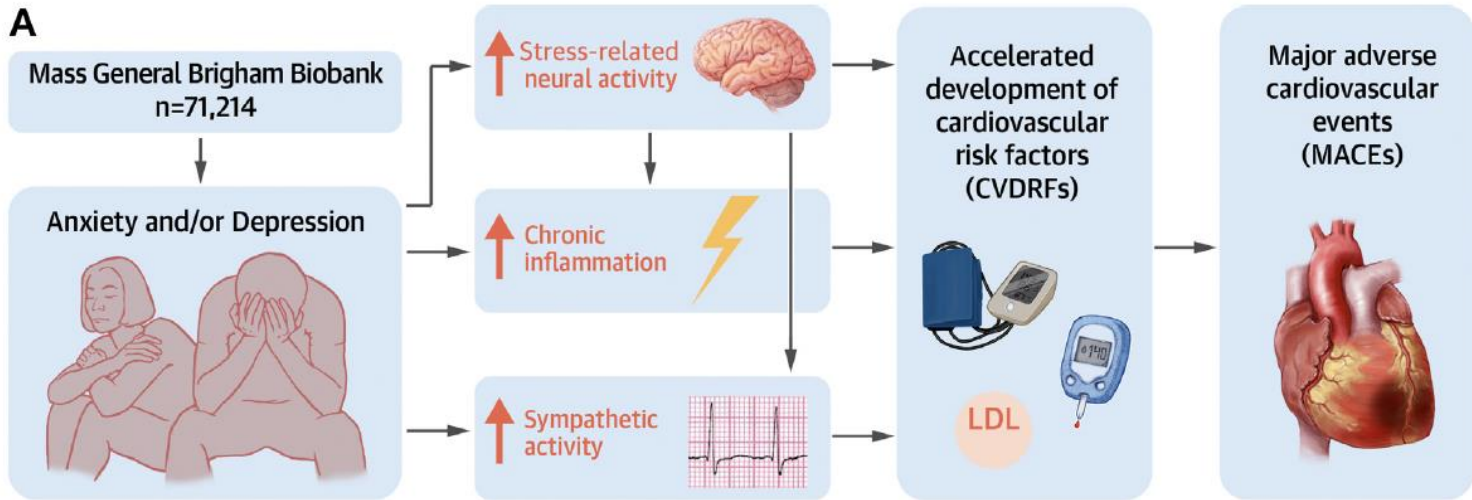 A
Mass General Brigham Biobank
n=71,214
Anxiety and/or Depression
Stress-related
neural activity
Chronic
inflammation
Sympathetic
activity
Accelerated
development of
cardiovascular
risk factors
(CVDRFs)
140
LDL
Major adverse
cardiovascular
events
(MACEs)